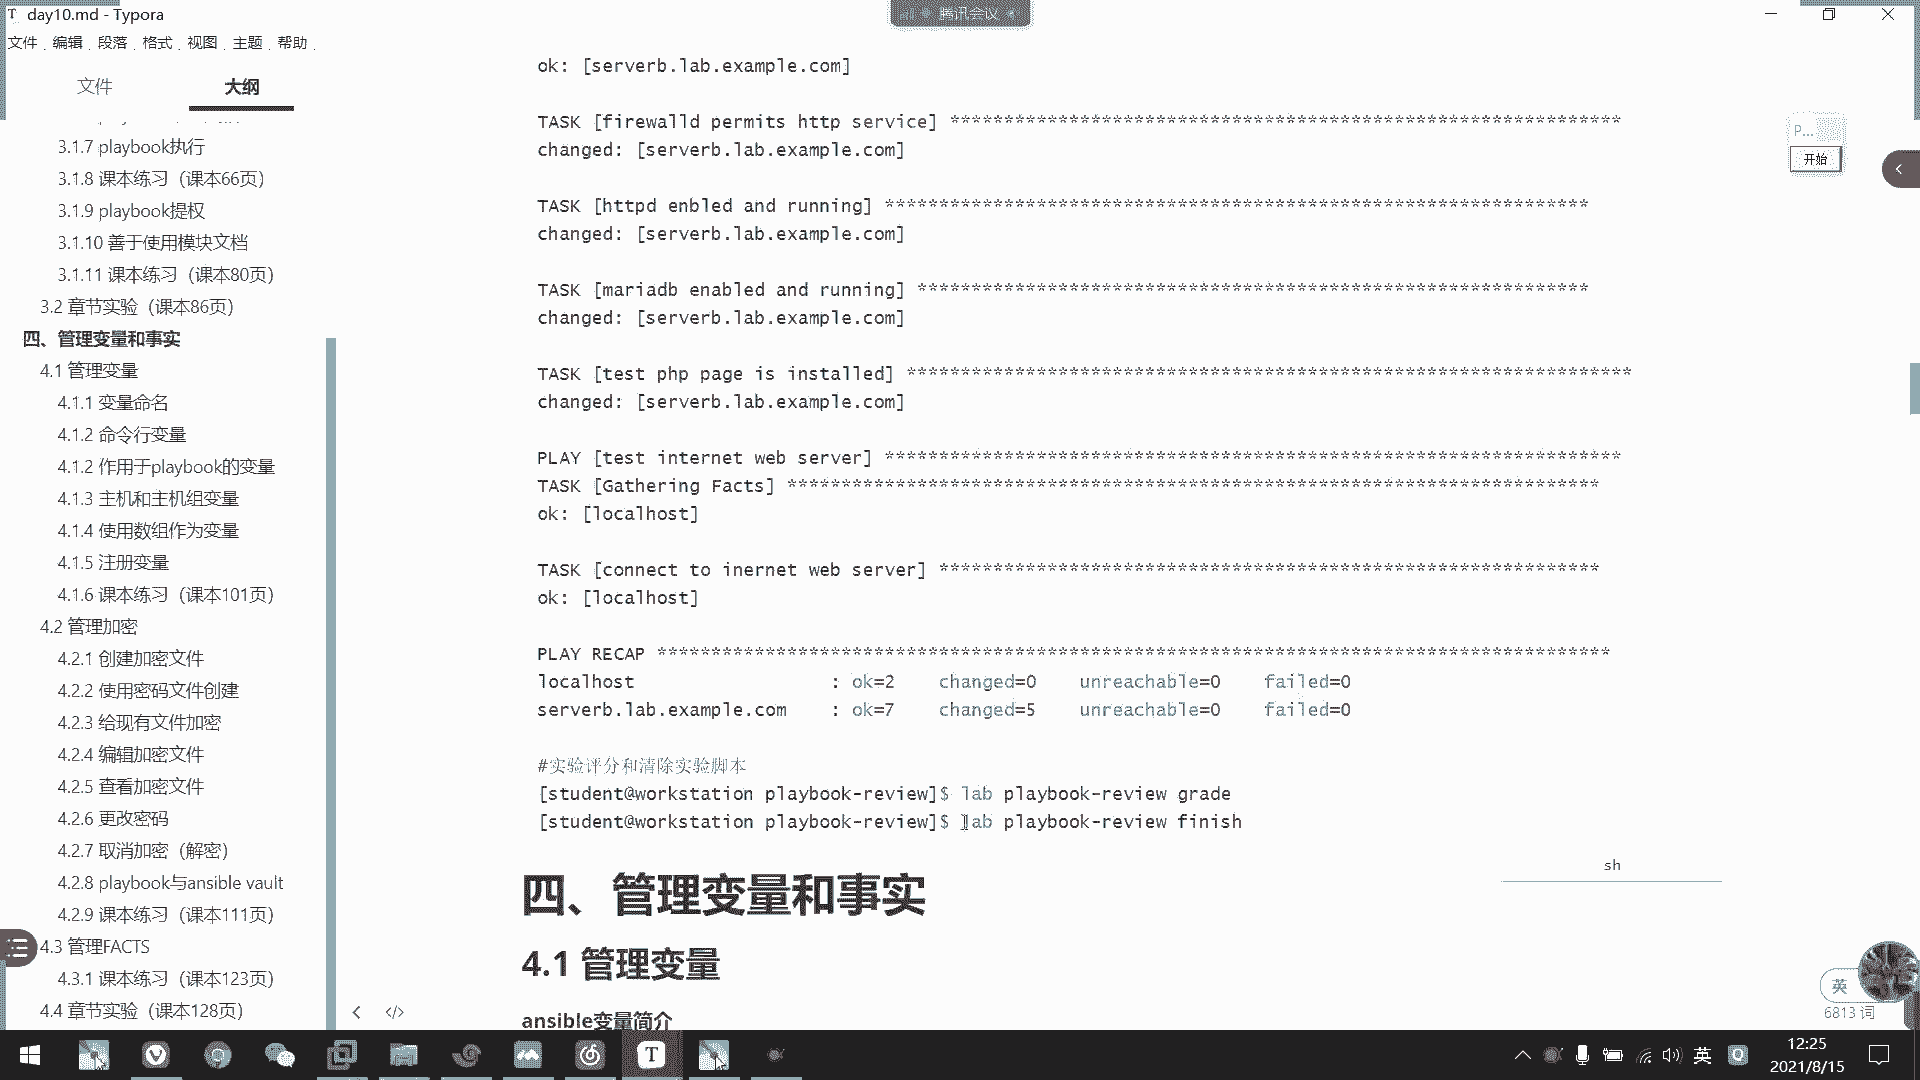 day10.md - Typora
腾讯会议
文件 编辑 段落 格式 视图 主题 帮助
文件 大纲
3.1.7 playbook执行
3.1.8 课本练习（课本66页）
3.1.9 playbook提权
3.1.10 善于使用模块文档
3.1.11 课本练习（课本80页）
3.2 章节实验（课本86页）
四、管理变量和事实
4.1 管理变量
4.1.1 变量命名
4.1.2 命令行变量
4.1.2 作用于playbook的变量
4.1.3 主机和主机组变量
4.1.4 使用数组作为变量
4.1.5 注册变量
4.1.6 课本练习（课本101页）
4.2 管理加密
4.2.1 创建加密文件
4.2.2 使用密码文件创建
4.2.3 给现有文件加密
4.2.4 编辑加密文件
4.2.5 查看加密文件
4.2.6 更改密码
4.2.7 取消加密（解密）
4.2.8 playbook与ansible vault
4.2.9 课本练习（课本111页）
4.3 管理FACTS
4.3.1 课本练习（课本123页）
4.4 章节实验（课本128页）
ok: [serverb.lab.example.com]
TASK [firewalld permits http service] **************************************************************
changed: [serverb.lab.example.com]
TASK [httpd enbled and running] *****************************************************************
changed: [serverb.lab.example.com]
TASK [mariadb enabled and running] **************************************************************
changed: [serverb.lab.example.com]
TASK [test php page is installed] *******************************************************************
changed: [serverb.lab.example.com]
PLAY [test internet web server] ********************************************************************
TASK [Gathering Facts] ***************************************************************************
ok: [localhost]
TASK [connect to inernet web server] *************************************************************
ok: [localhost]
PLAY RECAP ****************************************************************************************
localhost : ok=2 changed=0 unreachable=0 failed=0
serverb.lab.example.com : ok=7 changed=5 unreachable=0 failed=0
#实验评分和清除实验脚本
[student@workstation playbook-review]$ lab playbook-review grade
[student@workstation playbook-review]$ lab playbook-review finish
sh
四、管理变量和事实
4.1 管理变量
ansible变量简介
P...
开始
英
6813 词
英
12:25
2021/8/15